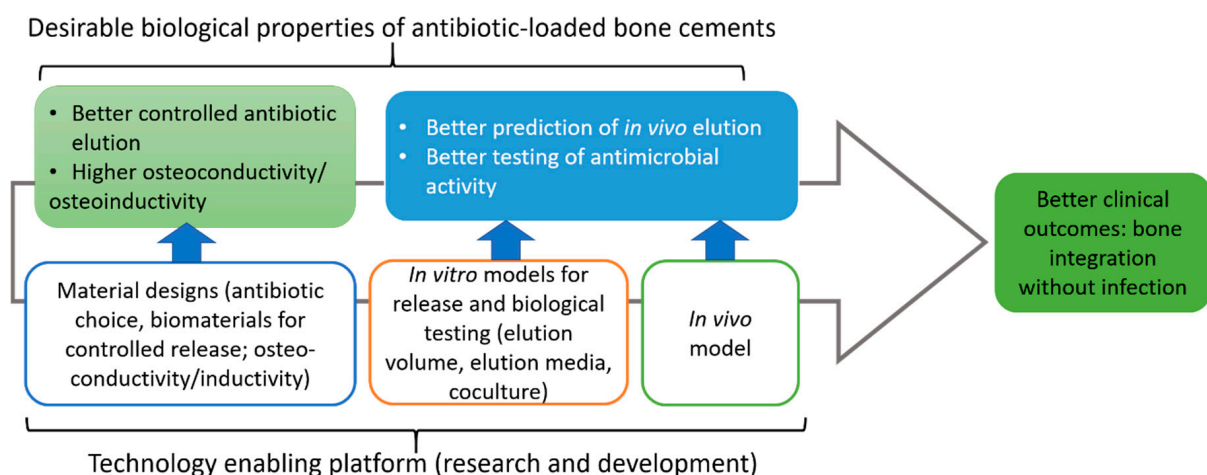 Desirable biological properties of antibiotic-loaded bone cements
• Better controlled antibiotic
elution
• Higher osteoconductivity/
osteoinductivity
• Better prediction of in vivo elution
• Better testing of antimicrobial
activity
Better clinical
outcomes: bone
integration
without infection
Material designs (antibiotic
choice, biomaterials for
controlled release; osteo-
conductivity/inductivity)
In vitro models for
release and biological
testing (elution
volume, elution media,
coculture)
In vivo
model
Technology enabling platform (research and development)